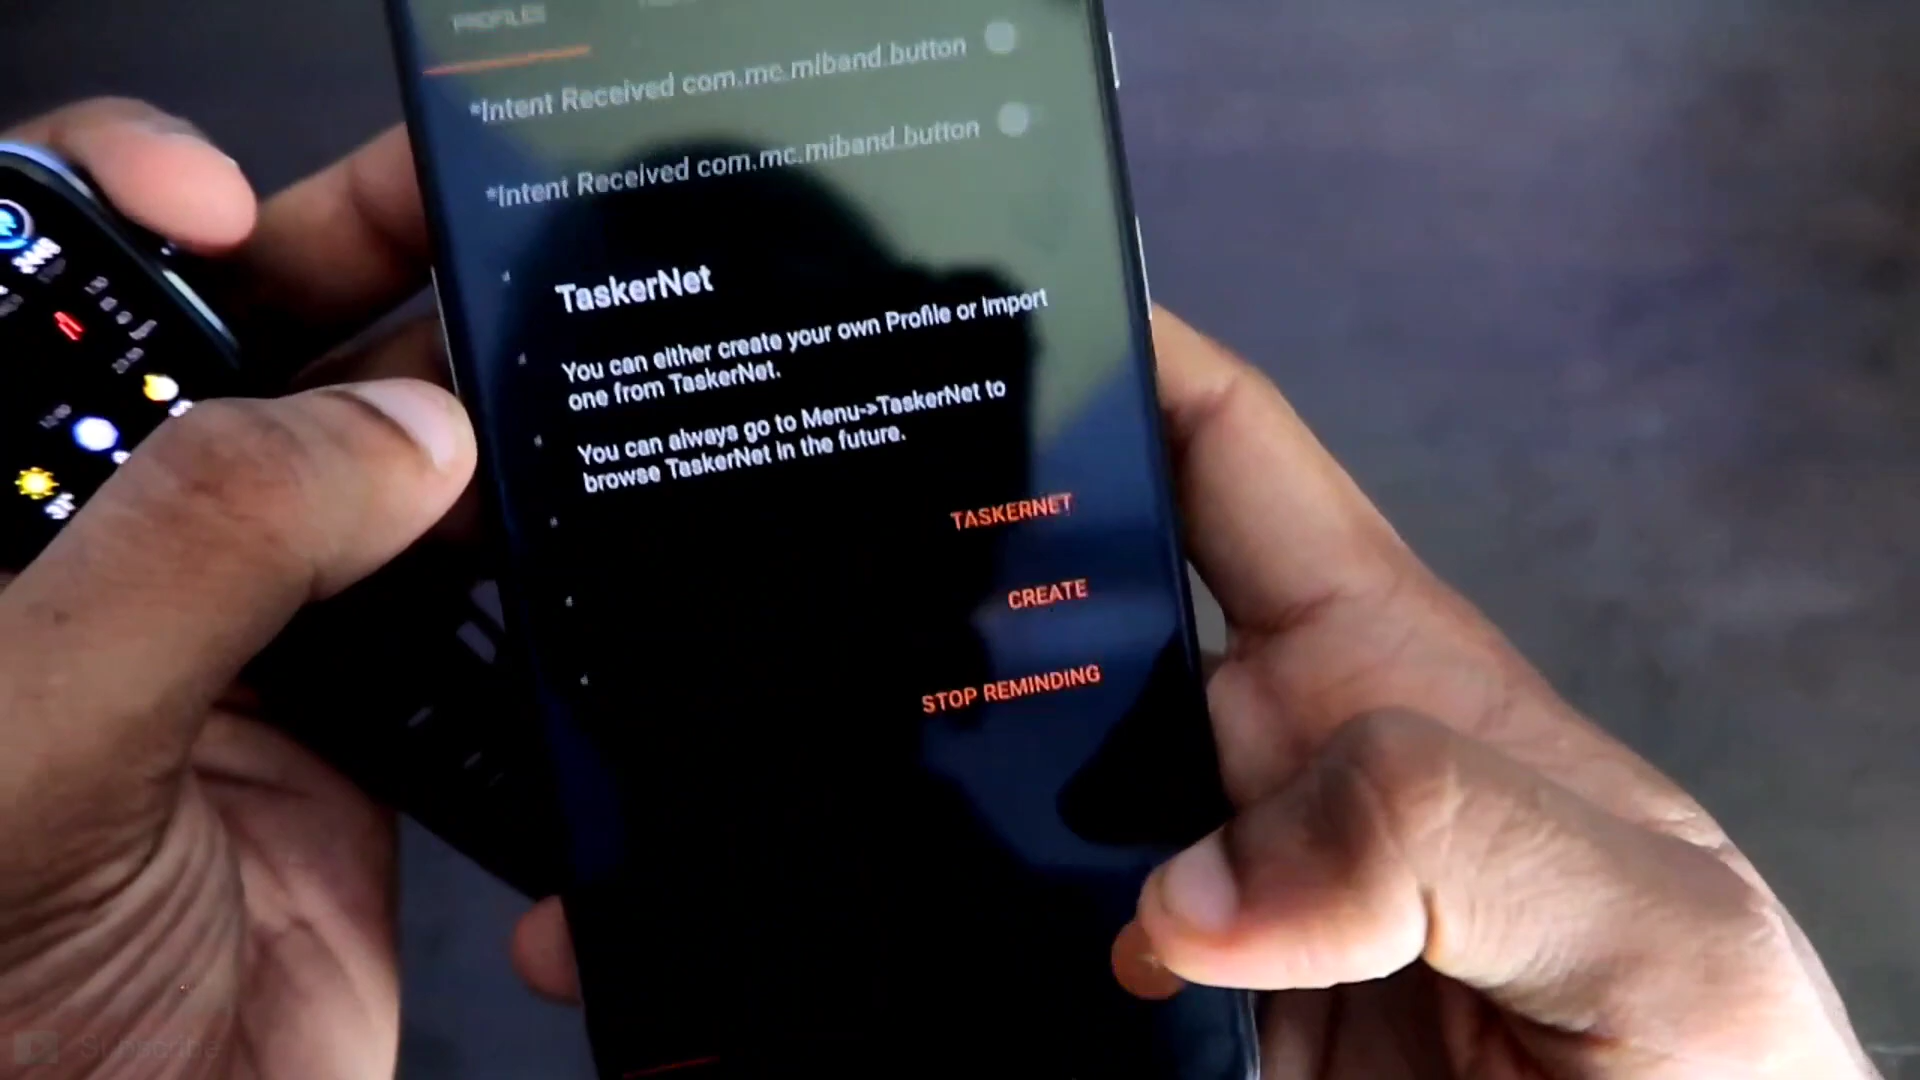 PROFILES
*Intent Received com.mc.miband.button
*Intent Received com.mc.miband.button
TaskerNet
You can either create your own Profile or Import
one from TaskerNet.
You can always go to Menu->TaskerNet to
browse TaskerNet in the future.
TASKERNET
CREATE
STOP REMINDING
Subscribe